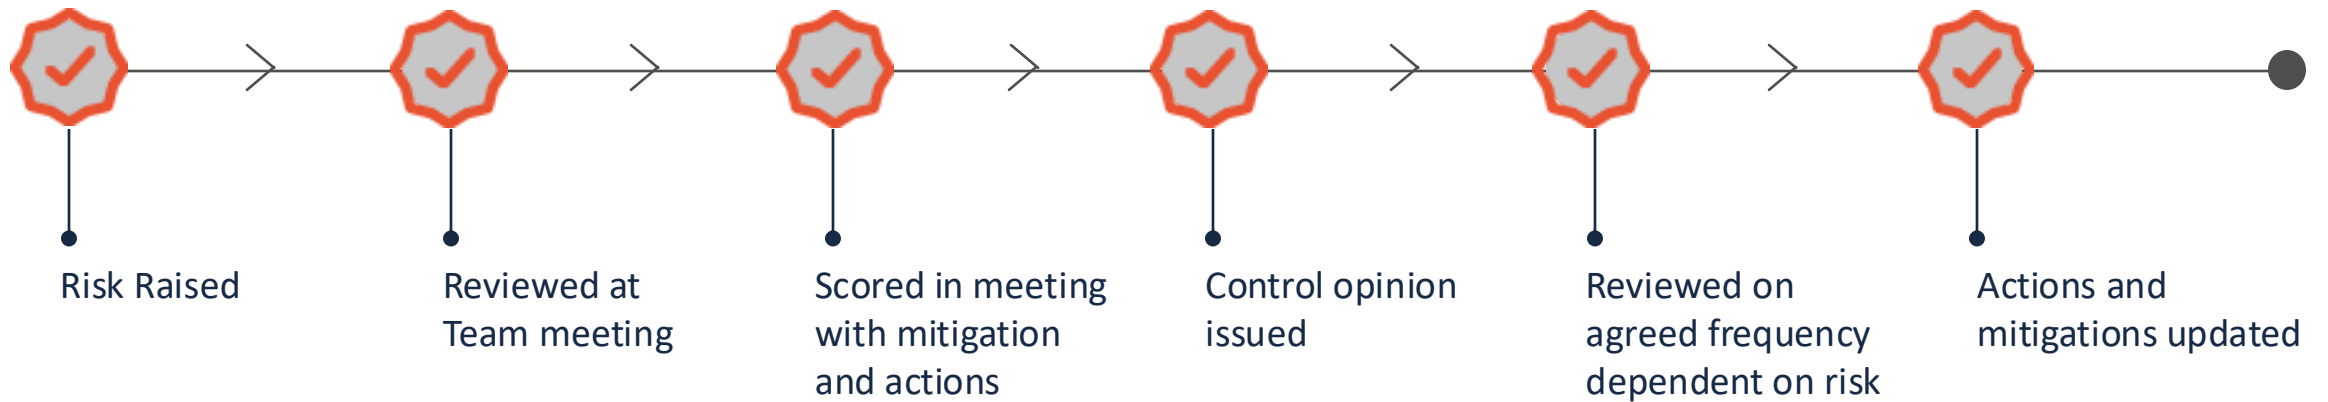 Risk Raised
Reviewed at
Team meeting
Scored in meeting
with mitigation
and actions
Control opinion
issued
Reviewed on
agreed frequency
dependent on risk
Actions and
mitigations updated